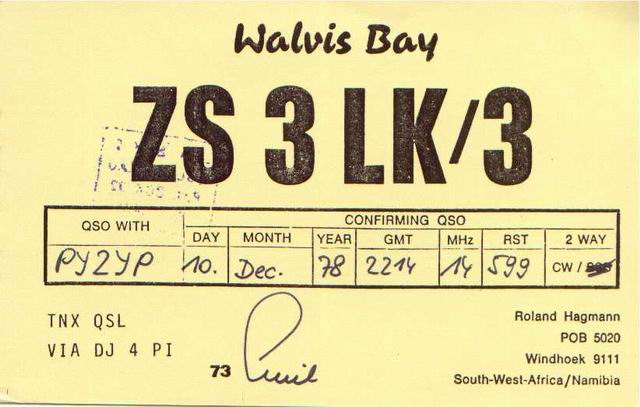 Walvis Bay
ZS 3 LK/3
QSO WITH
CONFIRMING QSO
DAY MONTH YEAR GMT MHz RST 2 WAY
PY2YP 10. Dec. 78 2214 14 599 CW /
TNX QSL
VIA DJ 4 PI
73
Roland Hagmann
POB 5020
Windhoek 9111
South-West-Africa/Namibia